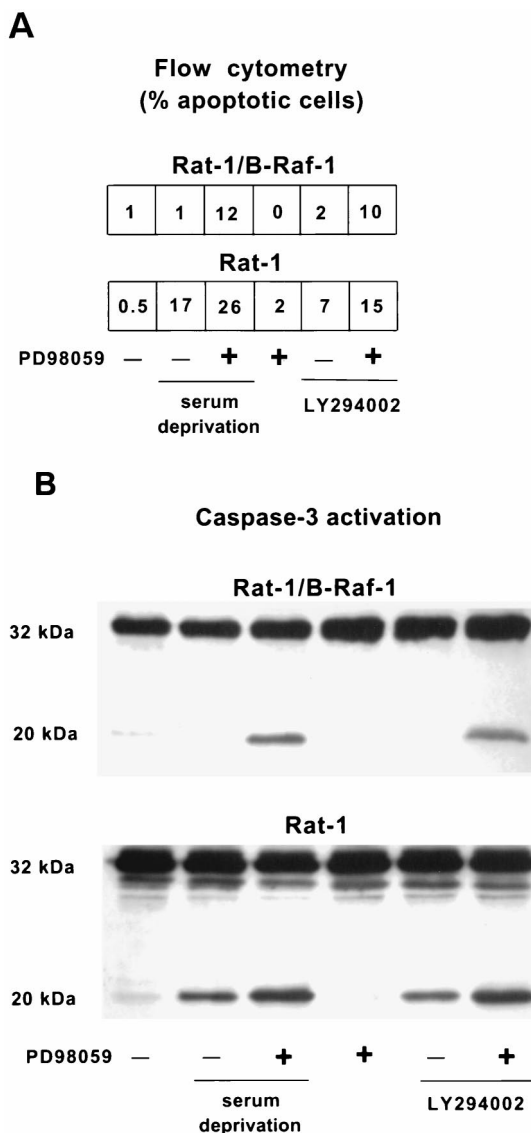 A
Flow cytometry
(% apoptotic cells)
Rat-1/B-Raf-1
1 1 12 0 2 10
Rat-1
0.5 17 26 2 7 15
PD98059 — — + + — +
serum
deprivation
LY294002
B
Caspase-3 activation
Rat-1/B-Raf-1
32 kDa
20 kDa
Rat-1
32 kDa
20 kDa
PD98059 — — + + — +
serum
deprivation
LY294002